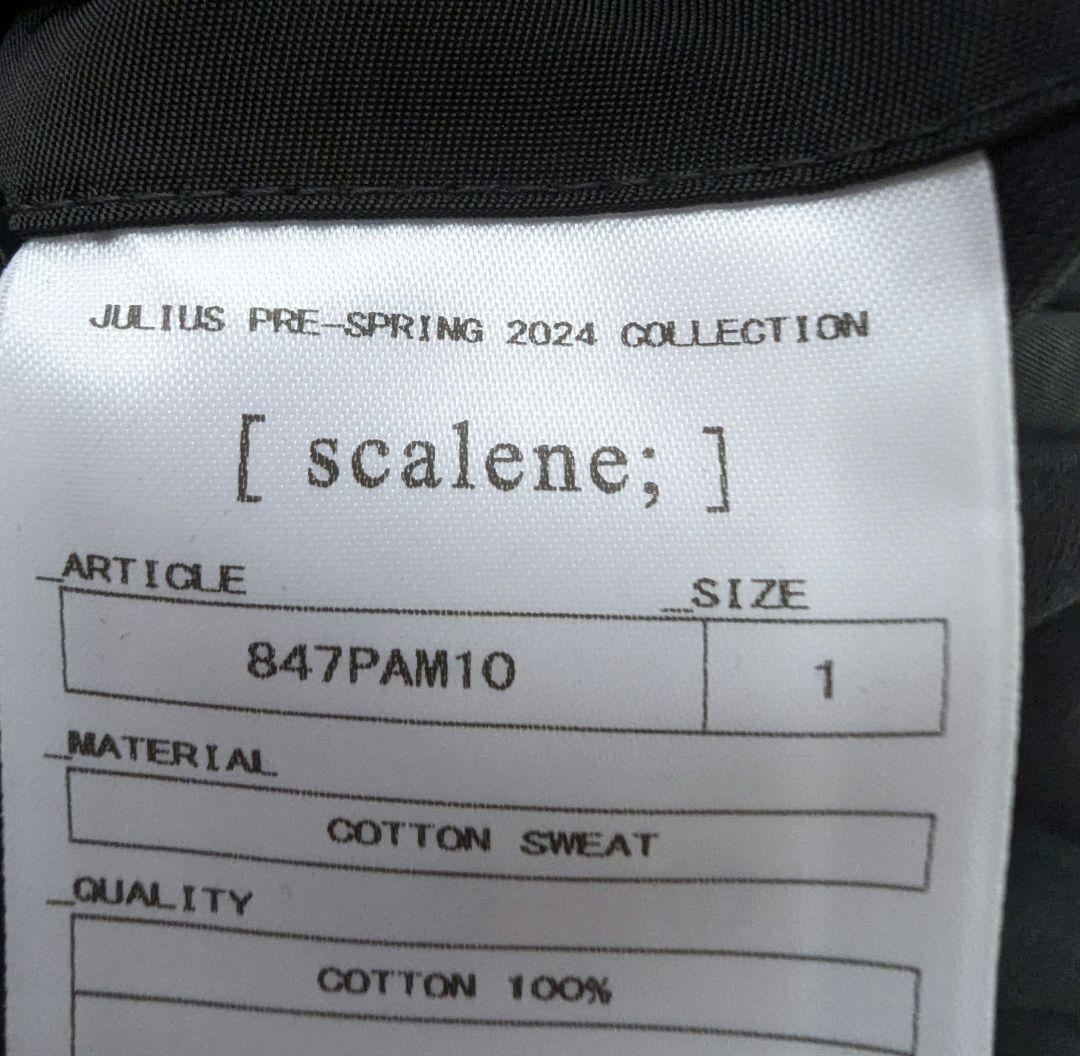 JULIUS PRE-SPRING 2024 COLLECTION
[ scalene; ]
_ARTICLE _SIZE
847PAM10 1
_MATERIAL
COTTON SWEAT
_QUALITY
COTTON 100%